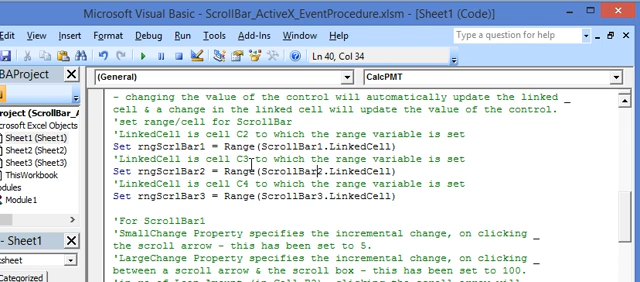 Microsoft Visual Basic - ScrollBar_ActiveX_EventProcedure.xlsm - [Sheet1 (Code)]
View Insert Format Debug Run Tools Add-Ins Window Help
Type a question for help
Ln 40, Col 34
BAProject
(General) CalcPMT
roject (ScrollBar_A
icrosoft Excel Objects
Sheet1 (Sheet1)
Sheet2 (Sheet2)
Sheet3 (Sheet3)
ThisWorkbook
odules
Module1
- Sheet1
ksheet
Categorized
- changing the value of the control will automatically update the linked _
cell & a change in the linked cell will update the value of the control.
'set range/cell for ScrollBar
'LinkedCell is cell C2 to which the range variable is set
Set rngScrlBar1 = Range(ScrollBar1.LinkedCell)
'LinkedCell is cell C3 to which the range variable is set
Set rngScrlBar2 = Range(ScrollBar2.LinkedCell)
'LinkedCell is cell C4 to which the range variable is set
Set rngScrlBar3 = Range(ScrollBar3.LinkedCell)
'For ScrollBar1
'SmallChange Property specifies the incremental change, on clicking _
the scroll arrow - this has been set to 5.
'LargeChange Property specifies the incremental change, on clicking _
between a scroll arrow & the scroll box - this has been set to 100.